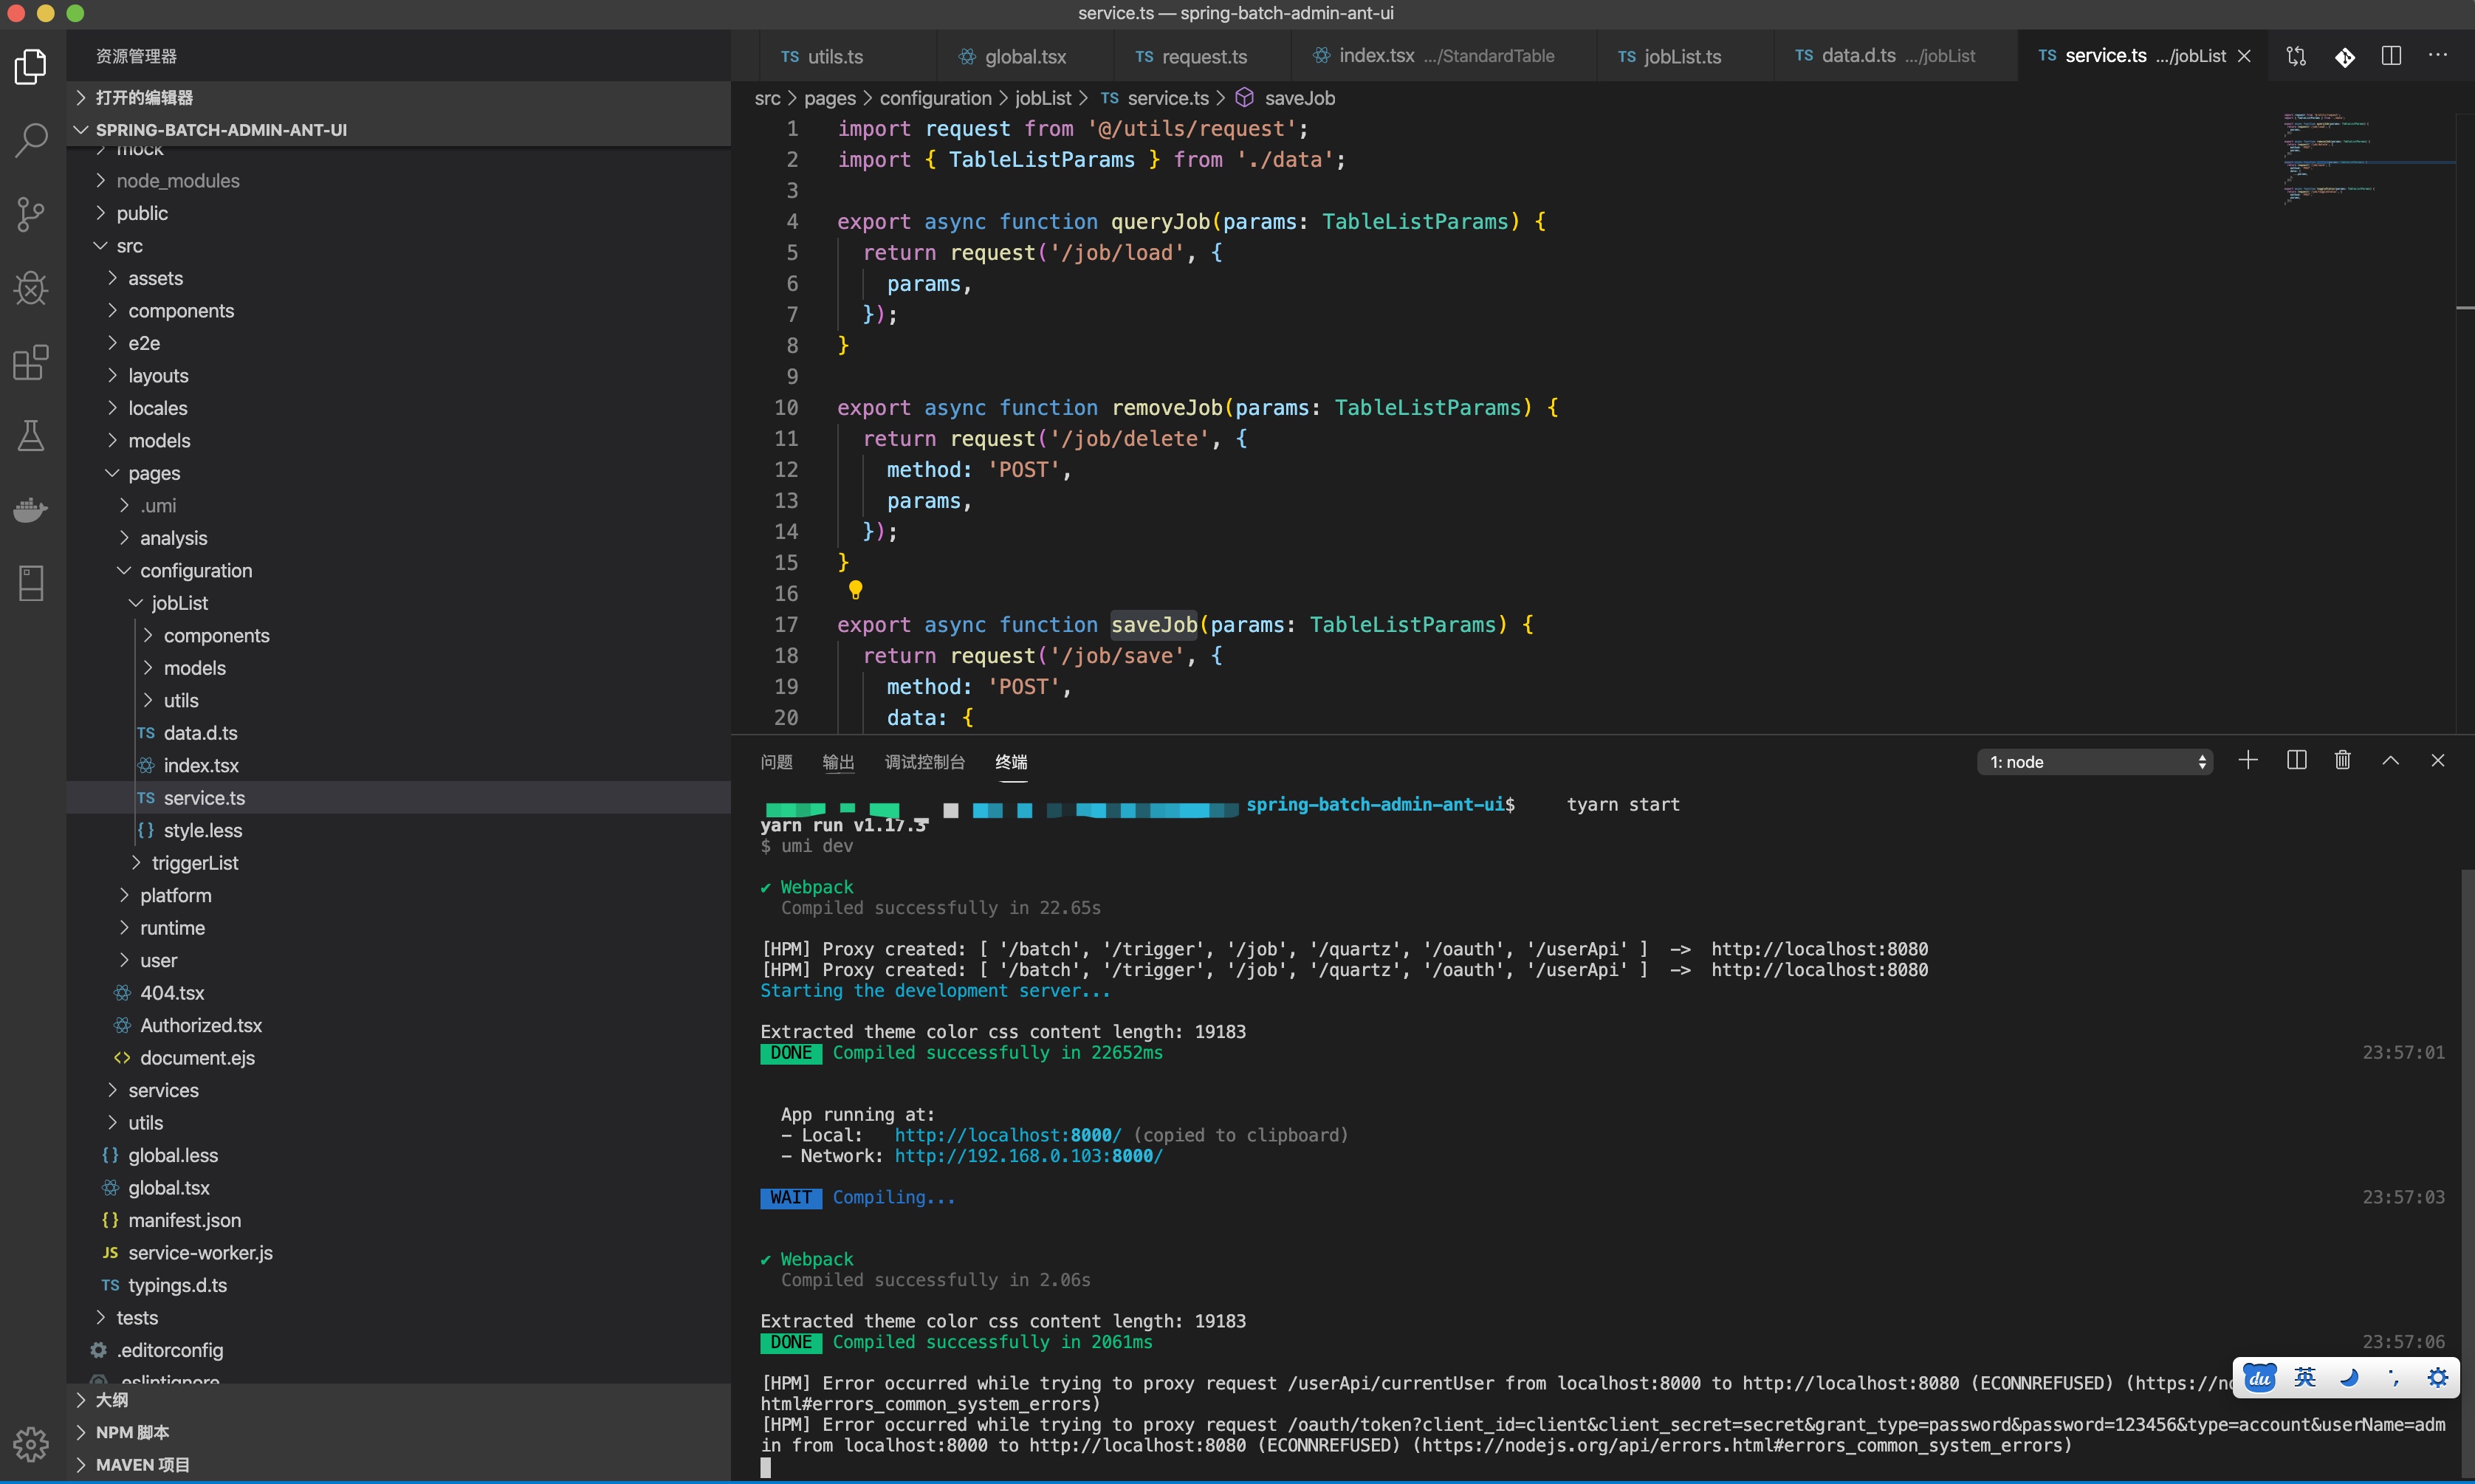 service.ts — spring-batch-admin-ant-ui
资源管理器
打开的编辑器
SPRING-BATCH-ADMIN-ANT-UI
mock
node_modules
public
src
assets
components
e2e
layouts
locales
models
pages
.umi
analysis
configuration
jobList
components
models
utils
TS data.d.ts
index.tsx
TS service.ts
{} style.less
triggerList
platform
runtime
user
404.tsx
Authorized.tsx
<> document.ejs
services
utils
{} global.less
global.tsx
{} manifest.json
JS service-worker.js
TS typings.d.ts
tests
.editorconfig
.eslintignore
大纲
NPM 脚本
MAVEN 项目
TS utils.ts
global.tsx
TS request.ts
index.tsx .../StandardTable
TS jobList.ts
TS data.d.ts .../jobList
TS service.ts .../jobList
src > pages > configuration > jobList > TS service.ts > saveJob
1 import request from '@/utils/request';
2 import { TableListParams } from './data';
3
4 export async function queryJob(params: TableListParams) {
5 return request('/job/load', {
6 params,
7 });
8 }
9
10 export async function removeJob(params: TableListParams) {
11 return request('/job/delete', {
12 method: 'POST',
13 params,
14 });
15 }
16
17 export async function saveJob(params: TableListParams) {
18 return request('/job/save', {
19 method: 'POST',
20 data: {
问题 输出 调试控制台 终端
1: node
spring-batch-admin-ant-ui$ tyarn start
yarn run v1.17.3
$ umi dev
✔ Webpack
Compiled successfully in 22.65s
[HPM] Proxy created: [ '/batch', '/trigger', '/job', '/quartz', '/oauth', '/userApi' ] -> http://localhost:8080
[HPM] Proxy created: [ '/batch', '/trigger', '/job', '/quartz', '/oauth', '/userApi' ] -> http://localhost:8080
Starting the development server...
Extracted theme color css content length: 19183
DONE Compiled successfully in 22652ms 23:57:01
App running at:
- Local: http://localhost:8000/ (copied to clipboard)
- Network: http://192.168.0.103:8000/
WAIT Compiling... 23:57:03
✔ Webpack
Compiled successfully in 2.06s
Extracted theme color css content length: 19183
DONE Compiled successfully in 2061ms 23:57:06
[HPM] Error occurred while trying to proxy request /userApi/currentUser from localhost:8000 to http://localhost:8080 (ECONNREFUSED) (https://no
html#errors_common_system_errors)
[HPM] Error occurred while trying to proxy request /oauth/token?client_id=client&client_secret=secret&grant_type=password&password=123456&type=account&userName=adm
in from localhost:8000 to http://localhost:8080 (ECONNREFUSED) (https://nodejs.org/api/errors.html#errors_common_system_errors)
du 英